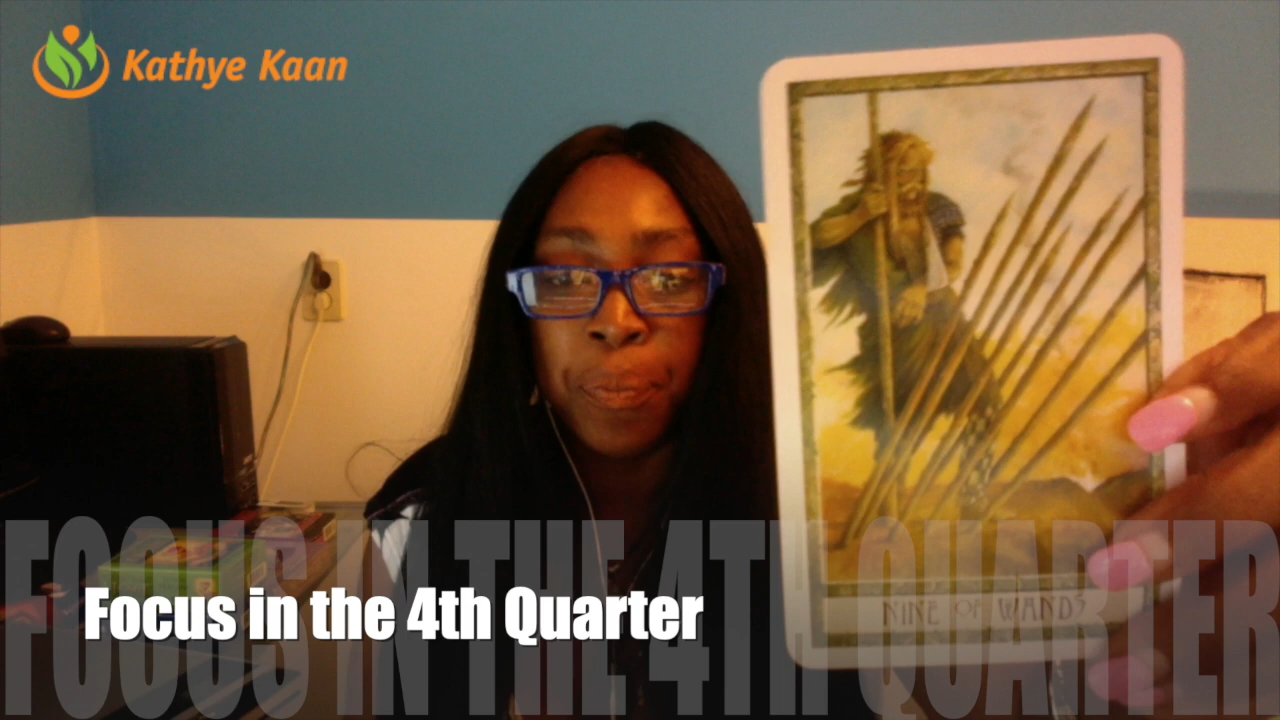 Kathye Kaan
NINE OF WANDS
FOCUS IN THE 4TH QUARTER
Focus in the 4th Quarter